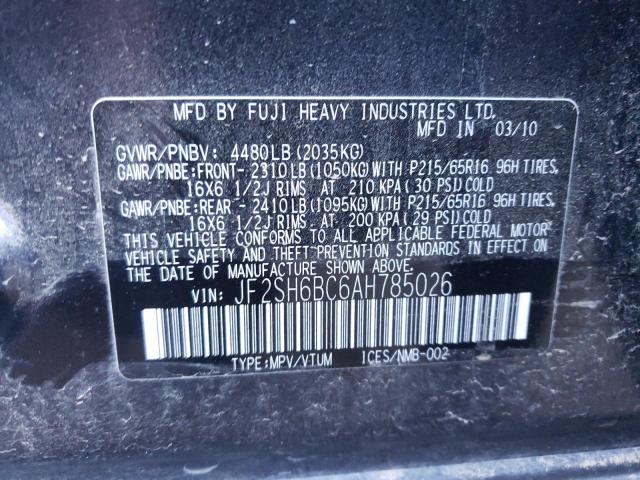 MFD BY FUJI HEAVY INDUSTRIES LTD.
MFD IN 03/10
GVWR/PNBV: 4480LB (2035KG)
GAWR/PNBE:FRONT- 2310 LB (1050KG)WITH P215/65R16 96H TIRES,
16X6 1/2J RIMS AT 210 KPA (30 PSI)COLD
GAWR/PNBE:REAR - 2410 LB (1095KG)WITH P215/65R16 96H TIRES,
16X6 1/2J RIMS AT 200 KPA (29 PSI)COLD
THIS VEHICLE CONFORMS TO ALL APPLICABLE FEDERAL MOTOR
VEHICLE SAFETY AND THEFT PREVENTION STANDARDS IN EFFECT ON
THE DATE OF MANUFACTURE SHOWN ABOVE.
VIN: JF2SH6BC6AH785026
TYPE:MPV/VTUM ICES/NMB-002